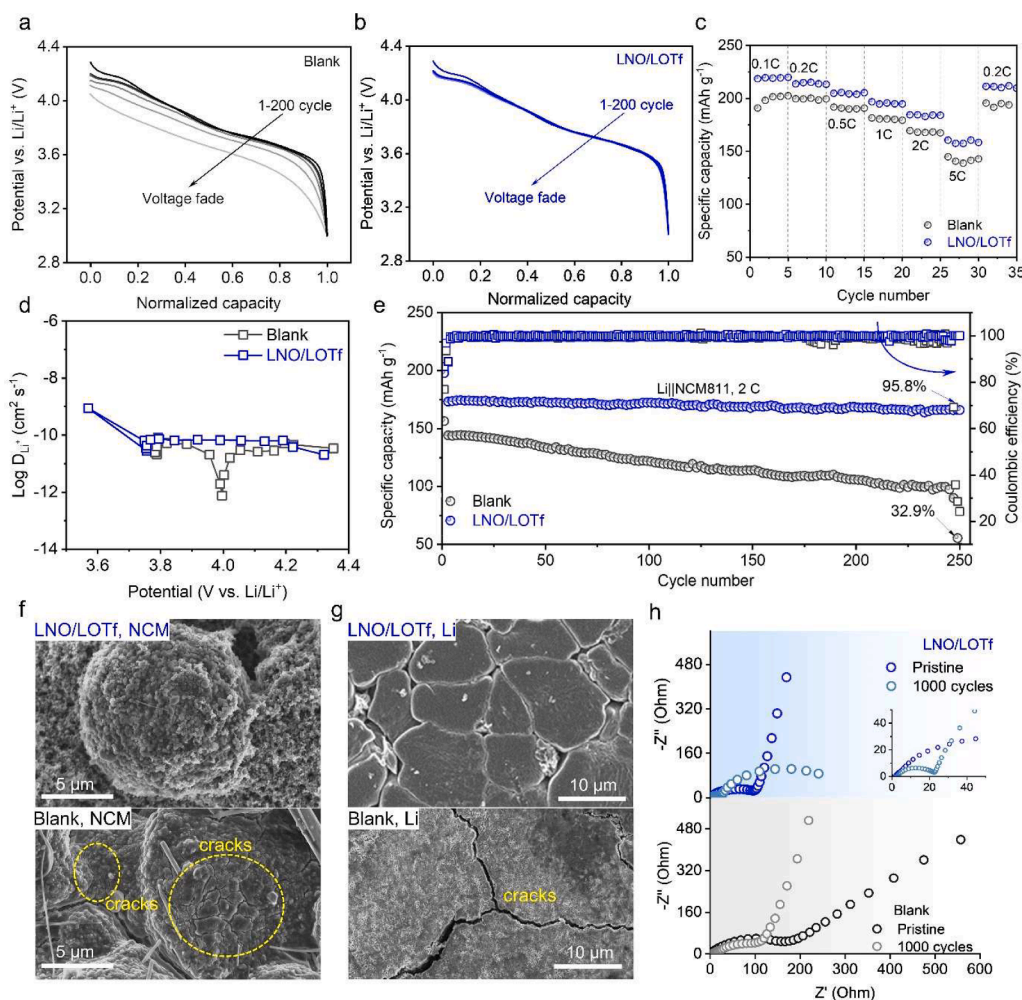 a
4.4
4.0
3.6
3.2
2.8
Potential vs. Li/Li⁺ (V)
Blank
1-200 cycle
Voltage fade
0.0 0.2 0.4 0.6 0.8 1.0
Normalized capacity
b
4.4
4.0
3.6
3.2
2.8
Potential vs. Li/Li⁺ (V)
LNO/LOTf
1-200 cycle
Voltage fade
0.0 0.2 0.4 0.6 0.8 1.0
Normalized capacity
c
250
200
150
100
50
Specific capacity (mAh g⁻¹)
0.1C
0.2C
0.5C
1C
2C
5C
0.2C
Blank
LNO/LOTf
0 5 10 15 20 25 30 35
Cycle number
d
-6
-8
-10
-12
-14
Log D_Li⁺ (cm² s⁻¹)
Blank
LNO/LOTf
3.6 3.8 4.0 4.2 4.4
Potential (V vs. Li/Li⁺)
e
250
225
200
175
150
125
100
75
50
Specific capacity (mAh g⁻¹)
Li||NCM811, 2 C
95.8%
32.9%
Blank
LNO/LOTf
100
80
60
40
20
Coulombic efficiency (%)
0 50 100 150 200 250
Cycle number
f
LNO/LOTf, NCM
5 µm
Blank, NCM
cracks
cracks
5 µm
g
LNO/LOTf, Li
10 µm
Blank, Li
cracks
10 µm
h
LNO/LOTf
Pristine
1000 cycles
480
320
160
0
-Z'' (Ohm)
40
20
0
0 20 40
480
320
160
0
-Z'' (Ohm)
Blank
Pristine
1000 cycles
0 100 200 300 400 500 600
Z' (Ohm)